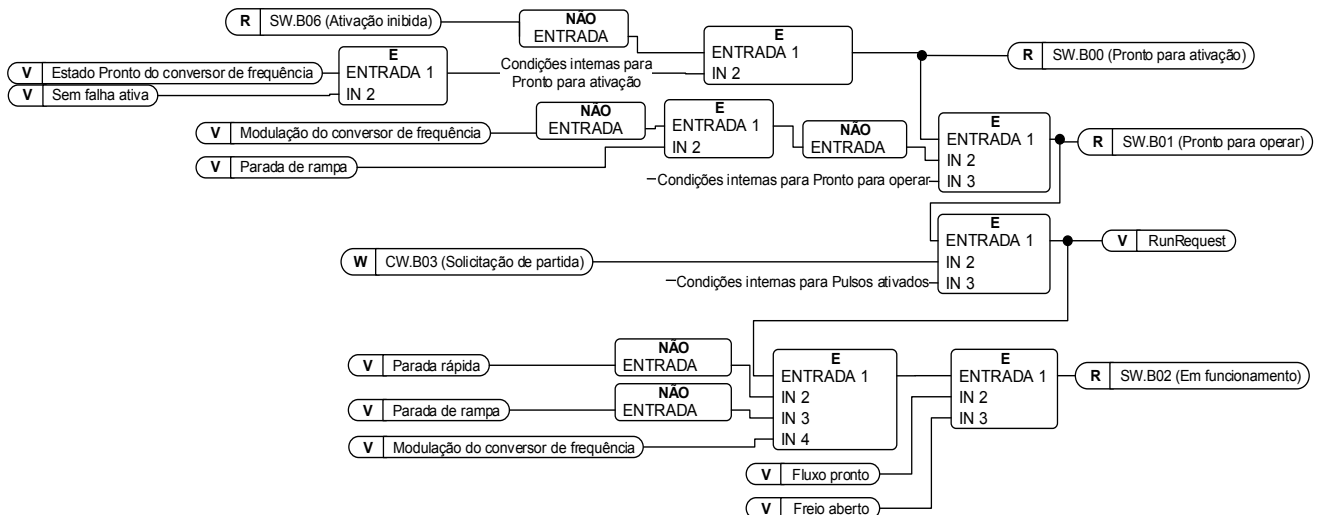 R SW.B06 (Ativação inibida)
NÃO
ENTRADA
E
ENTRADA 1
IN 2
R SW.B00 (Pronto para ativação)
V Estado Pronto do conversor de frequência
V Sem falha ativa
E
ENTRADA 1
IN 2
Condições internas para
Pronto para ativação
V Modulação do conversor de frequência
NÃO
ENTRADA
V Parada de rampa
E
ENTRADA 1
IN 2
NÃO
ENTRADA
Condições internas para Pronto para operar
E
ENTRADA 1
IN 2
IN 3
R SW.B01 (Pronto para operar)
W CW.B03 (Solicitação de partida)
Condições internas para Pulsos ativados
E
ENTRADA 1
IN 2
IN 3
V RunRequest
V Parada rápida
NÃO
ENTRADA
V Parada de rampa
NÃO
ENTRADA
V Modulação do conversor de frequência
E
ENTRADA 1
IN 2
IN 3
IN 4
E
ENTRADA 1
IN 2
IN 3
R SW.B02 (Em funcionamento)
V Fluxo pronto
V Freio aberto